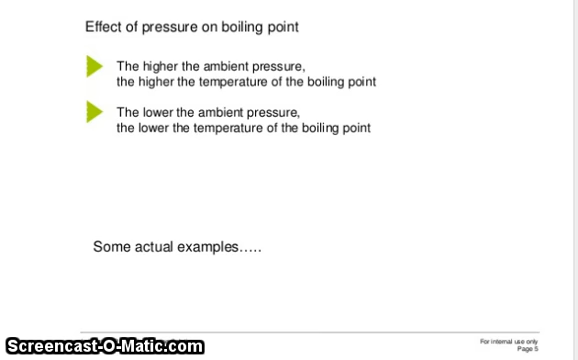 Effect of pressure on boiling point
The higher the ambient pressure,
the higher the temperature of the boiling point
The lower the ambient pressure,
the lower the temperature of the boiling point
Some actual examples…..
For internal use only
Page 5
Screencast-O-Matic.com